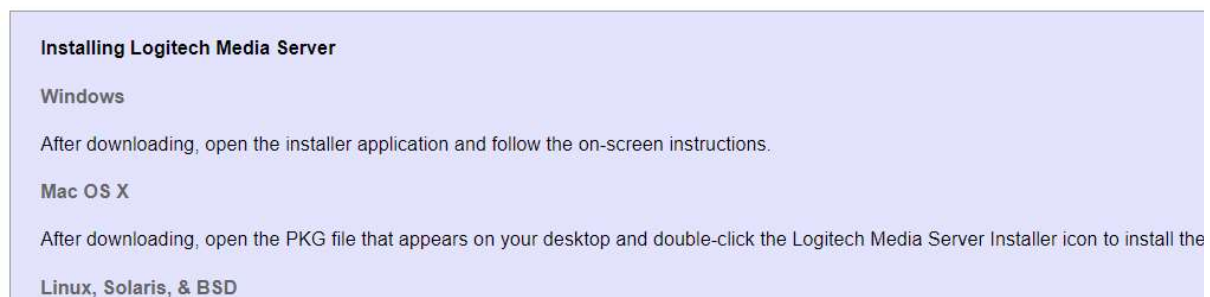 Installing Logitech Media Server
Windows
After downloading, open the installer application and follow the on-screen instructions.
Mac OS X
After downloading, open the PKG file that appears on your desktop and double-click the Logitech Media Server Installer icon to install the
Linux, Solaris, & BSD